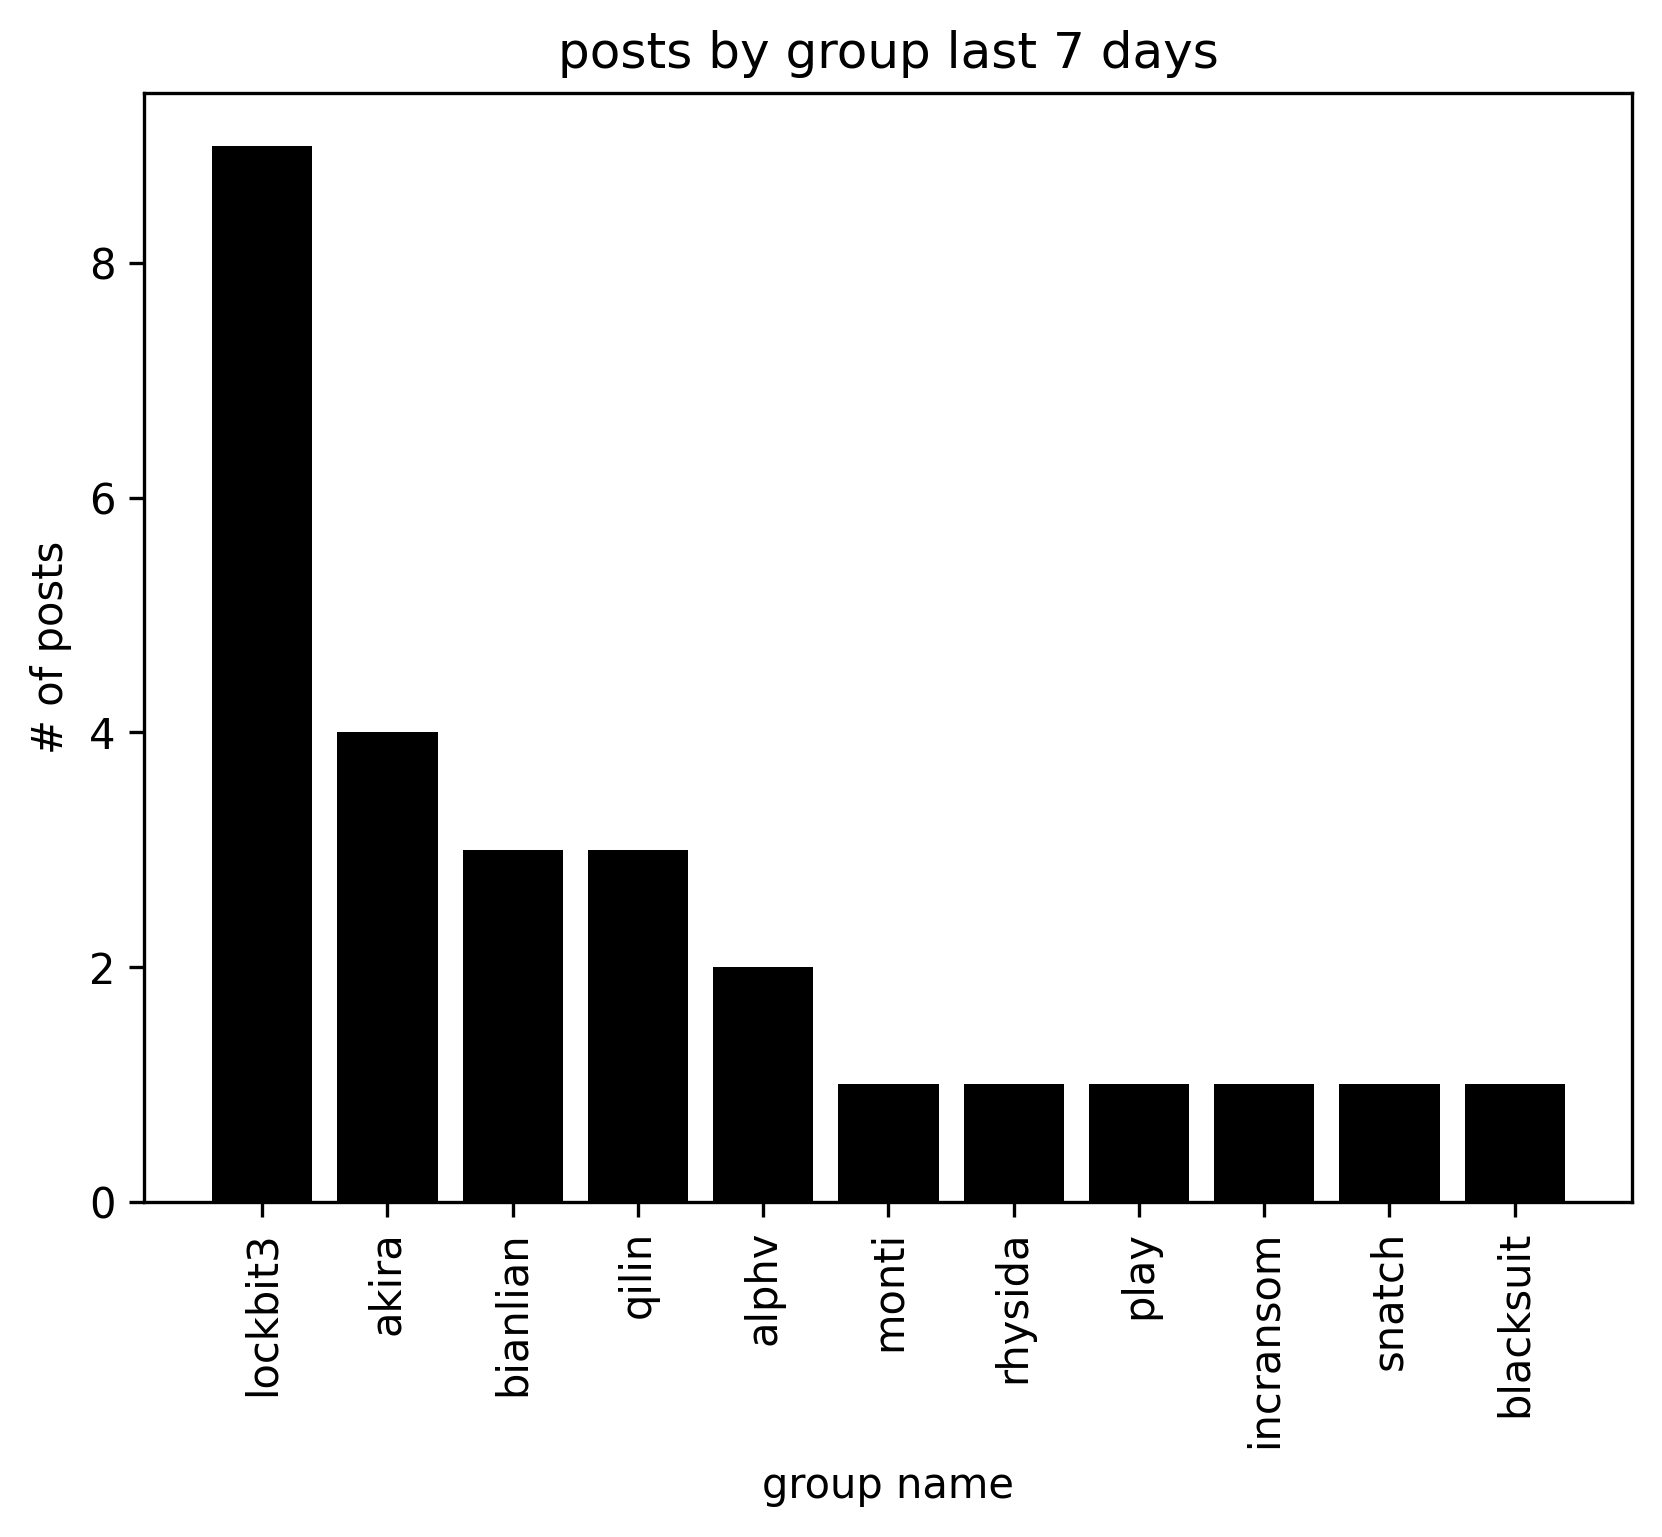 posts by group last 7 days
# of posts
8
6
4
2
0
lockbit3
akira
bianlian
qilin
alphv
monti
rhysida
play
incransom
snatch
blacksuit
group name